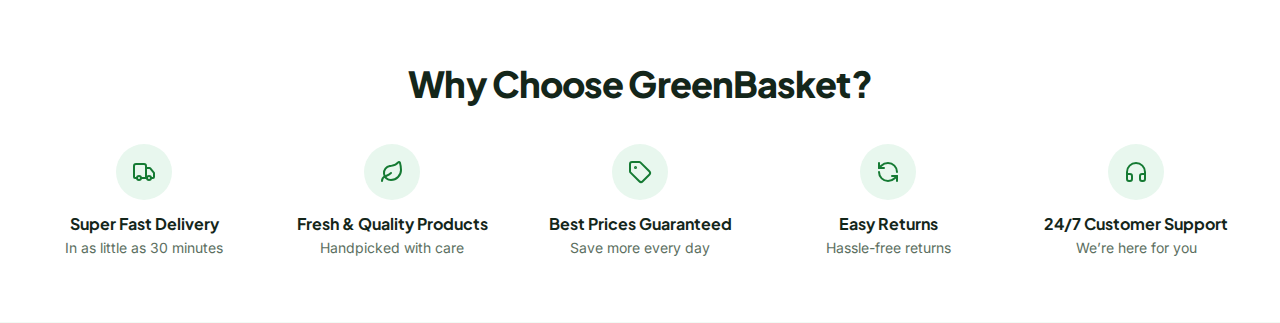 Why Choose GreenBasket?
Super Fast Delivery
In as little as 30 minutes
Fresh & Quality Products
Handpicked with care
Best Prices Guaranteed
Save more every day
Easy Returns
Hassle-free returns
24/7 Customer Support
We’re here for you